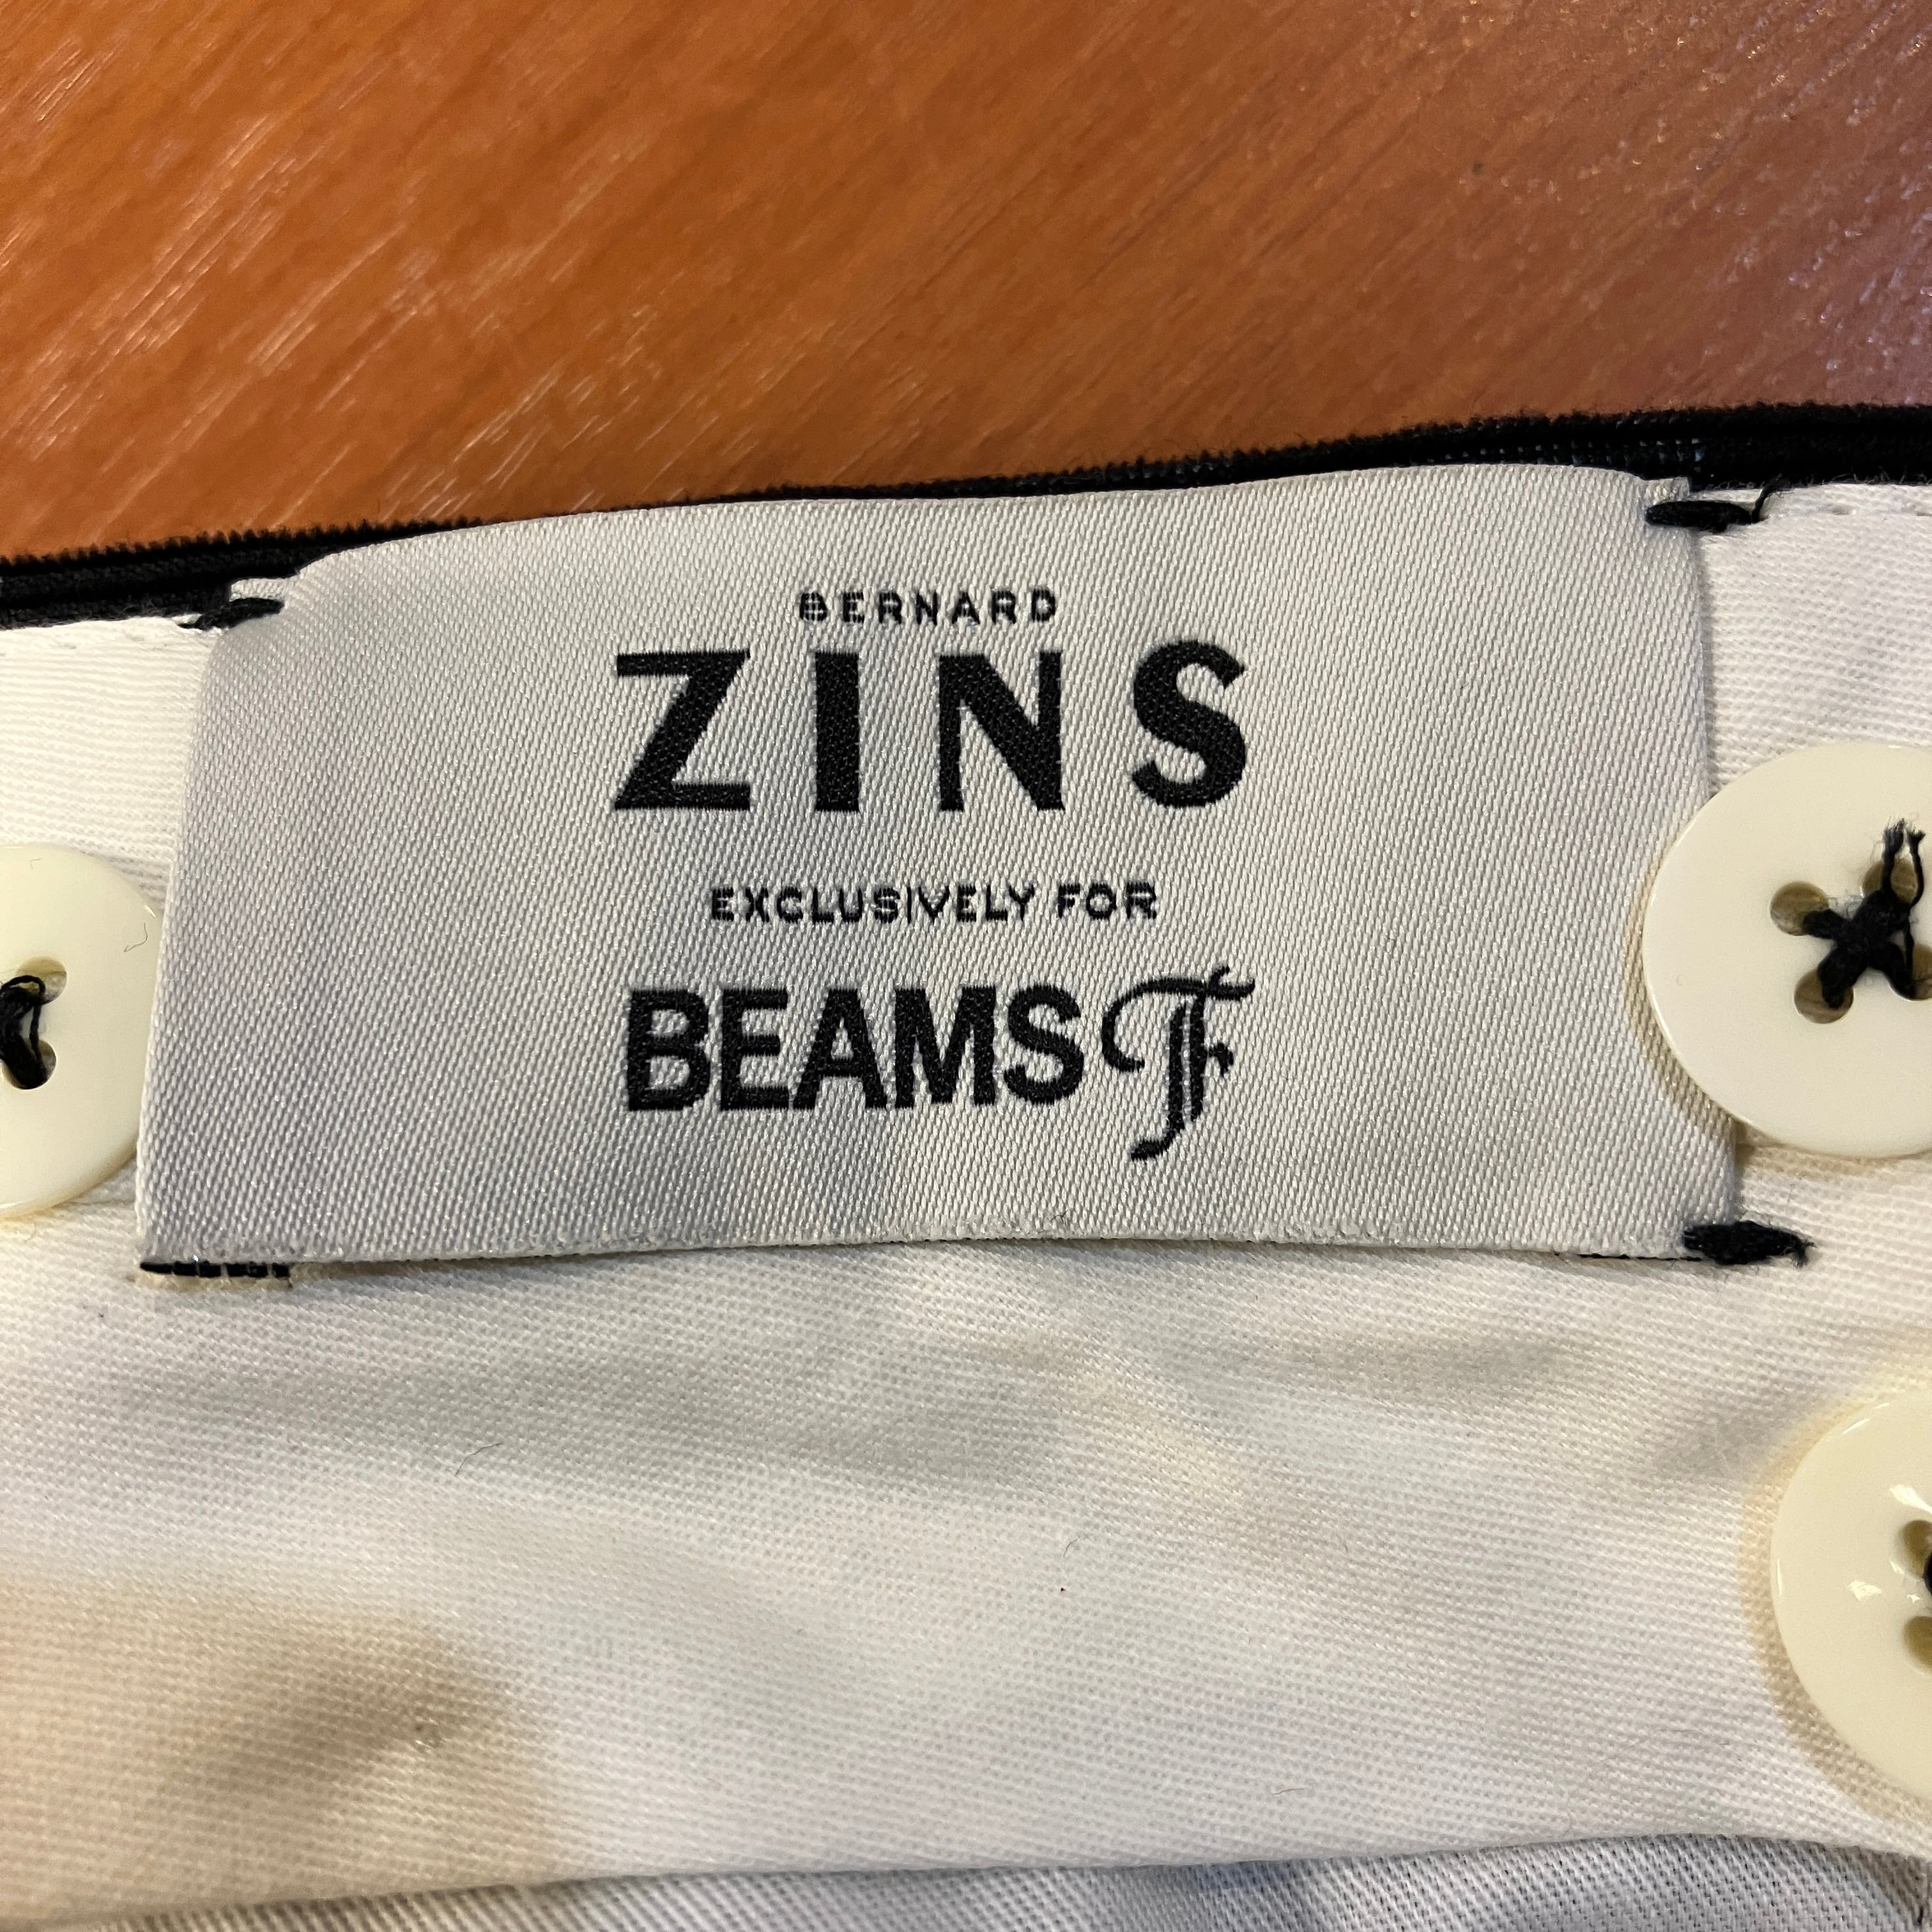 BERNARD
ZINS
EXCLUSIVELY FOR
BEAMS F